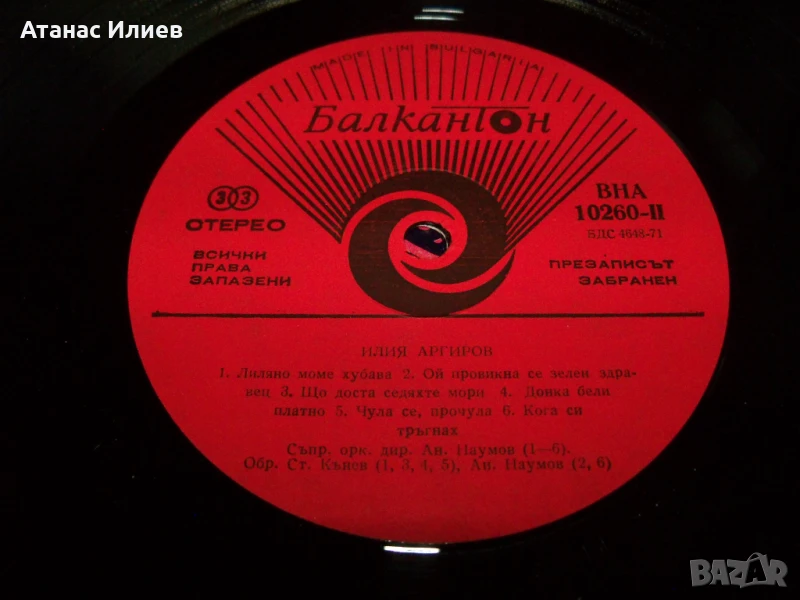 Атанас Илиев
MADE IN BULGARIA
Балкантон
33
СТЕРЕО
ВНА
10260-II
БДС 4648-71
ВСИЧКИ
ПРАВА
ЗАПАЗЕНИ
ПРЕЗАПИСЪТ
ЗАБРАНЕН
ИЛИЯ АРГИРОВ
1. Лиляно моме хубава 2. Ой провикна се зелен здра-
вец 3. Що доста седяхте мори 4. Донка бели
платно 5. Чула се, прочула 6. Кога си
тръгнах
Съпр. орк. дир. Ан. Наумов (1—6).
Обр. Ст. Кънев (1, 3, 4, 5), Ан. Наумов (2, 6)
BAZAR